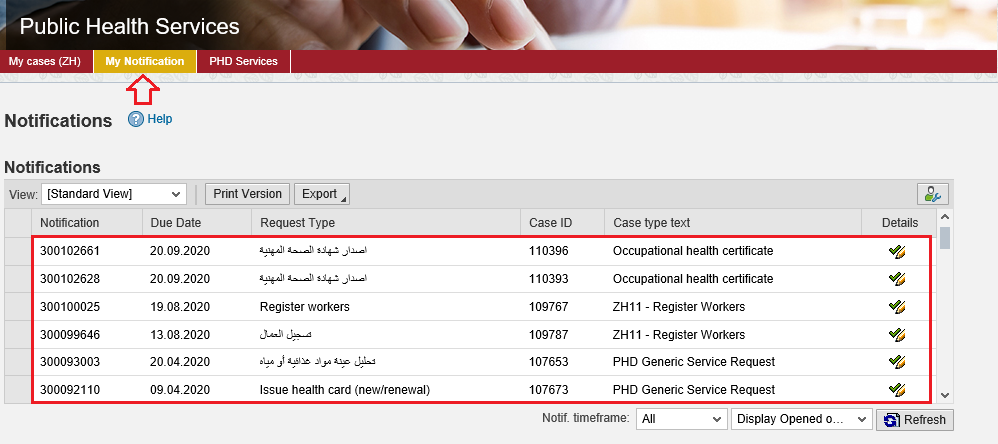 Public Health Services
My cases (ZH) My Notification PHD Services
Notifications Help
Notifications
View: [Standard View] Print Version Export
Notification Due Date Request Type Case ID Case type text Details
300102661 20.09.2020 اصدار شهادة الصحة المهنية 110396 Occupational health certificate
300102628 20.09.2020 اصدار شهادة الصحة المهنية 110393 Occupational health certificate
300100025 19.08.2020 Register workers 109767 ZH11 - Register Workers
300099646 13.08.2020 تسجيل العمال 109787 ZH11 - Register Workers
300093003 20.04.2020 تحليل عينة مواد غذائية أو مياه 107653 PHD Generic Service Request
300092110 09.04.2020 Issue health card (new/renewal) 107673 PHD Generic Service Request
Notif. timeframe: All Display Opened o... Refresh